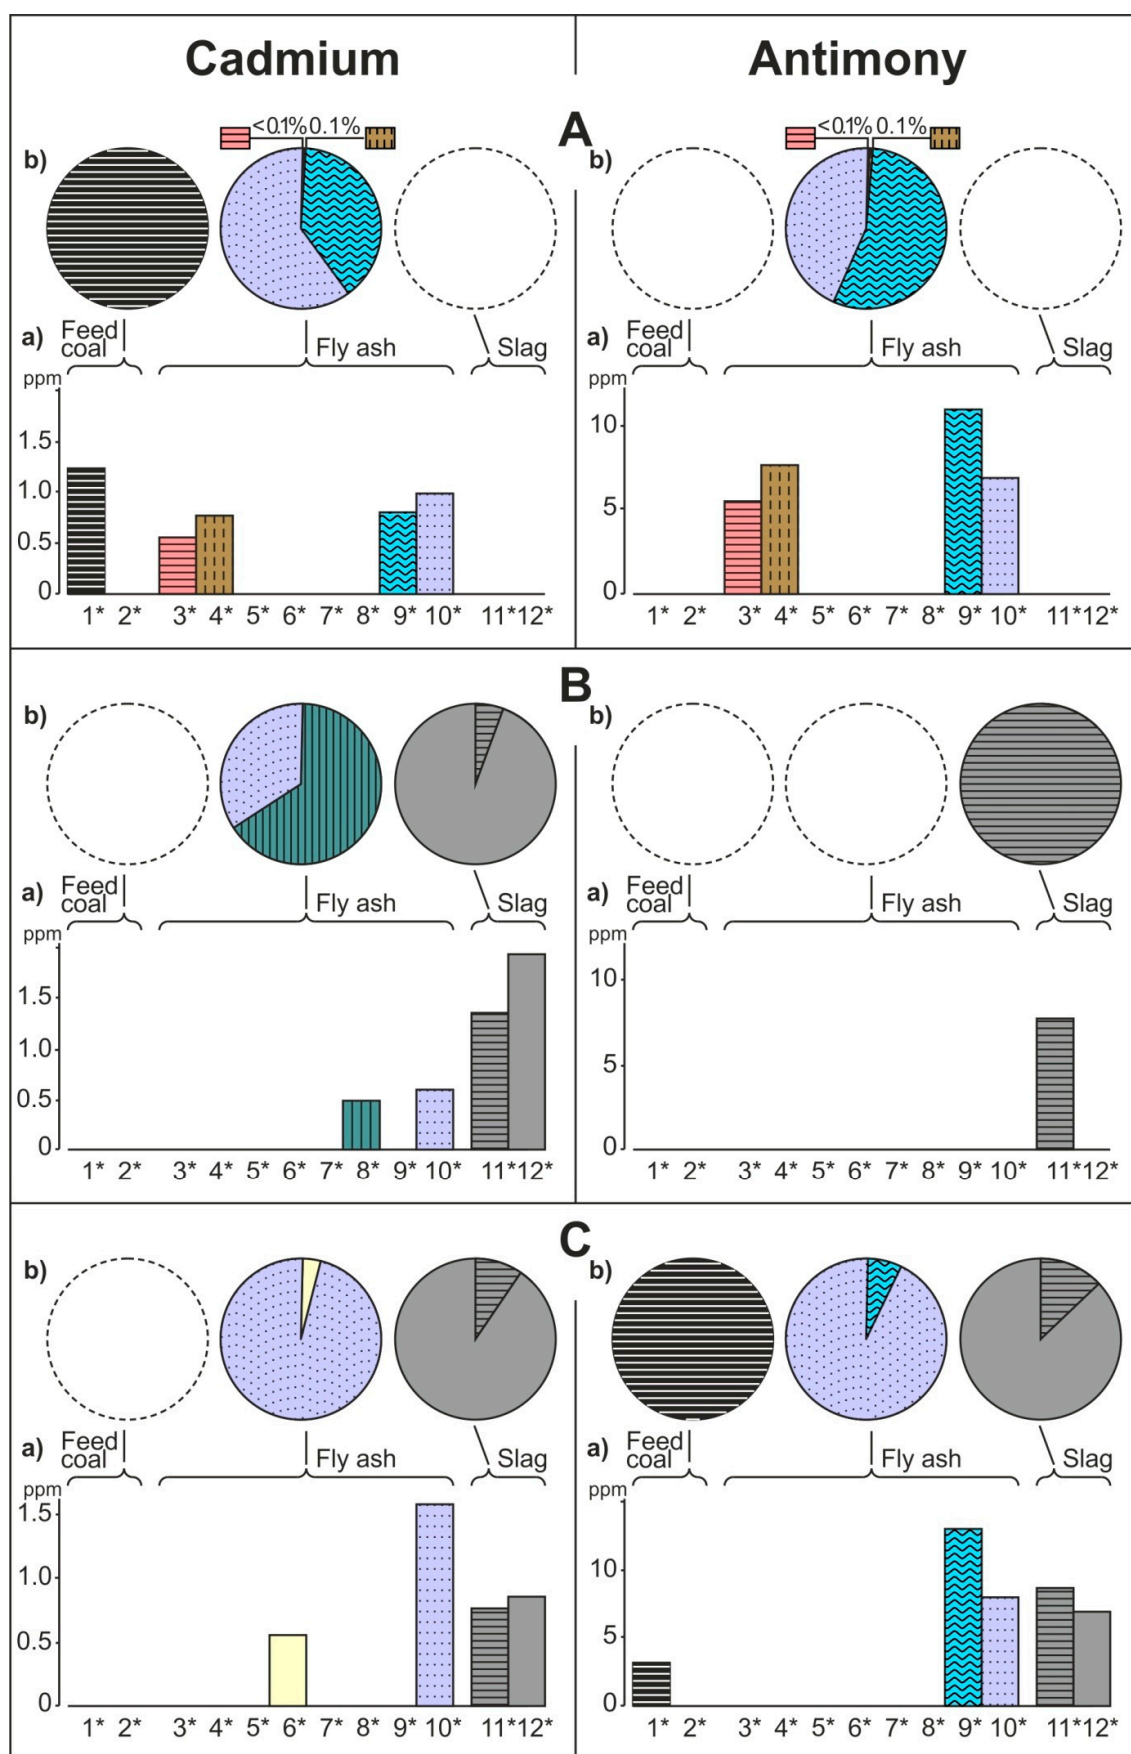 Cadmium Antimony
A
b) <0.1% 0.1% b) <0.1% 0.1%
a) Feed coal Fly ash Slag a) Feed coal Fly ash Slag
ppm ppm
1.5 10
1.0
0.5 5
0 0
1* 2* 3* 4* 5* 6* 7* 8* 9* 10* 11* 12* 1* 2* 3* 4* 5* 6* 7* 8* 9* 10* 11* 12*
B
b) b)
a) Feed coal Fly ash Slag a) Feed coal Fly ash Slag
ppm ppm
1.5 10
1.0
0.5 5
0 0
1* 2* 3* 4* 5* 6* 7* 8* 9* 10* 11* 12* 1* 2* 3* 4* 5* 6* 7* 8* 9* 10* 11* 12*
C
b) b)
a) Feed coal Fly ash Slag a) Feed coal Fly ash Slag
ppm ppm
1.5
1.0 10
0.5 5
0 0
1* 2* 3* 4* 5* 6* 7* 8* 9* 10* 11* 12* 1* 2* 3* 4* 5* 6* 7* 8* 9* 10* 11* 12*